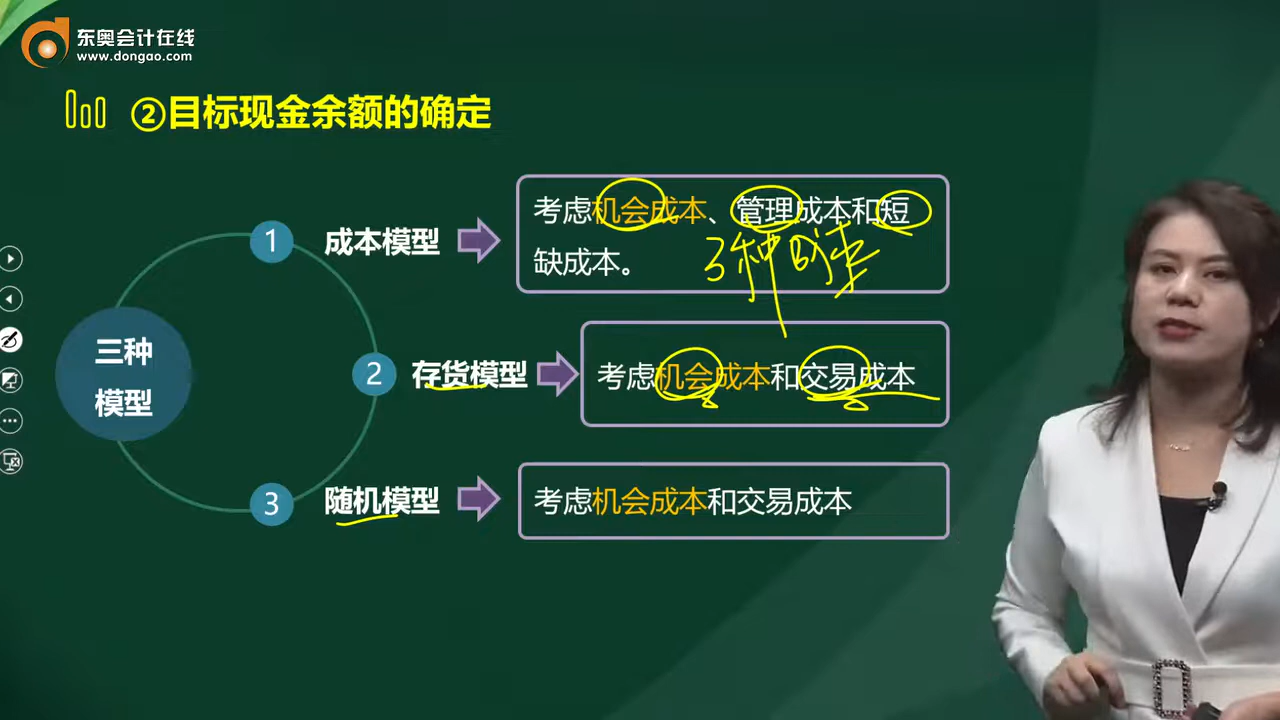 东奥会计在线
www.dongao.com
②目标现金余额的确定
1
成本模型
考虑机会成本、管理成本和短
缺成本。
3种
三种
模型
2
存货模型
考虑机会成本和交易成本
3
随机模型
考虑机会成本和交易成本